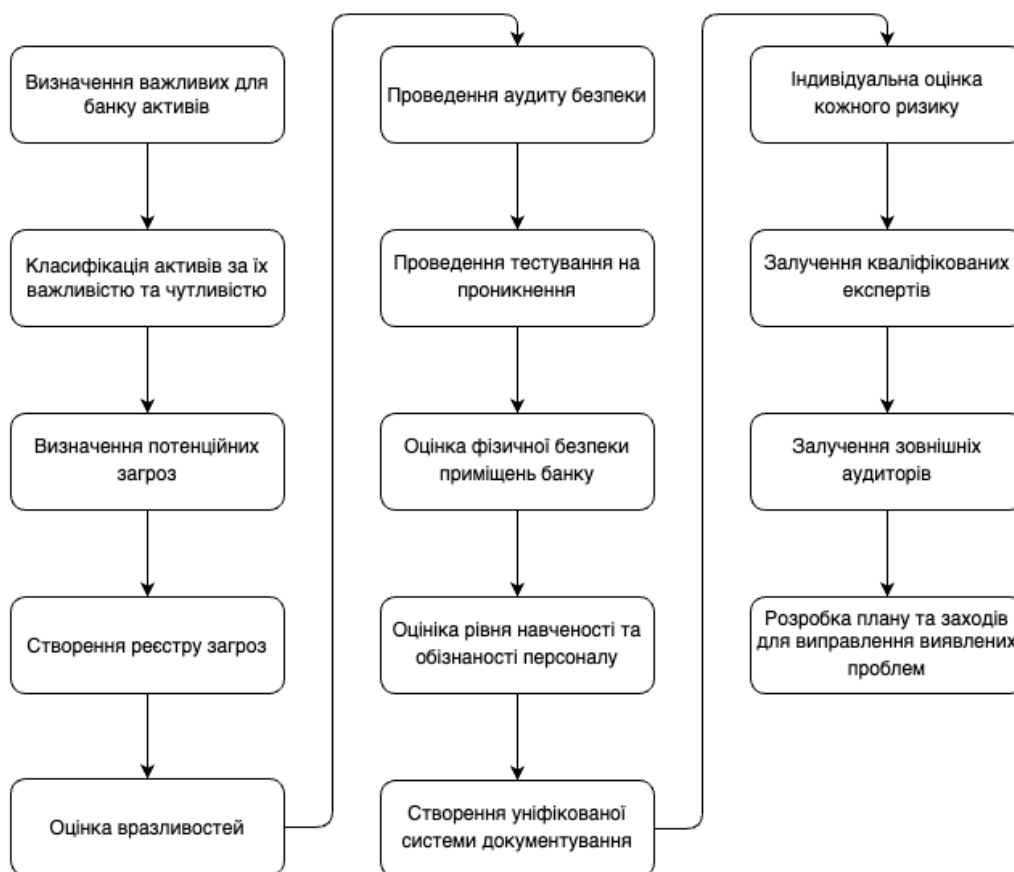 Визначення важливих для
банку активів
Класифікація активів за їх
важливістю та чутливістю
Визначення потенційних
загроз
Створення реєстру загроз
Оцінка вразливостей
Проведення аудиту безпеки
Проведення тестування на
проникнення
Оцінка фізичної безпеки
приміщень банку
Оцініка рівня навченості та
обізнаності персоналу
Створення уніфікованої
системи документування
Індивідуальна оцінка
кожного ризику
Залучення кваліфікованих
експертів
Залучення зовнішніх
аудиторів
Розробка плану та заходів
для виправлення виявлених
проблем